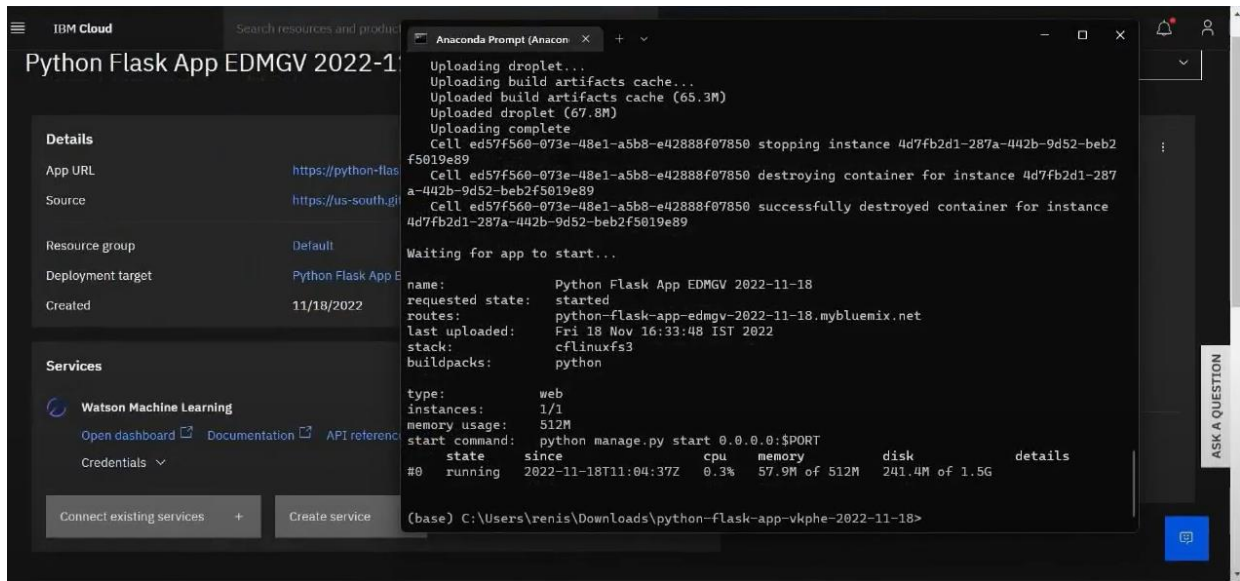 IBM Cloud
Search resources and product
Python Flask App EDMGV 2022-1
Details
App URL
https://python-flas
Source
https://us-south.git
Resource group
Default
Deployment target
Python Flask App E
Created
11/18/2022
Services
Watson Machine Learning
Open dashboard
Documentation
API reference
Credentials
Connect existing services +
Create service
Anaconda Prompt (Anacon
Uploading droplet...
Uploading build artifacts cache...
Uploaded build artifacts cache (65.3M)
Uploaded droplet (67.8M)
Uploading complete
Cell ed57f560-073e-48e1-a5b8-e42888f07850 stopping instance 4d7fb2d1-287a-442b-9d52-beb2
f5019e89
Cell ed57f560-073e-48e1-a5b8-e42888f07850 destroying container for instance 4d7fb2d1-287
a-442b-9d52-beb2f5019e89
Cell ed57f560-073e-48e1-a5b8-e42888f07850 successfully destroyed container for instance
4d7fb2d1-287a-442b-9d52-beb2f5019e89
Waiting for app to start...
name: Python Flask App EDMGV 2022-11-18
requested state: started
routes: python-flask-app-edmgv-2022-11-18.mybluemix.net
last uploaded: Fri 18 Nov 16:33:48 IST 2022
stack: cflinuxfs3
buildpacks: python
type: web
instances: 1/1
memory usage: 512M
start command: python manage.py start 0.0.0.0:$PORT
state since cpu memory disk details
#0 running 2022-11-18T11:04:37Z 0.3% 57.9M of 512M 241.4M of 1.5G
(base) C:\Users\renis\Downloads\python-flask-app-vkphe-2022-11-18>
ASK A QUESTION